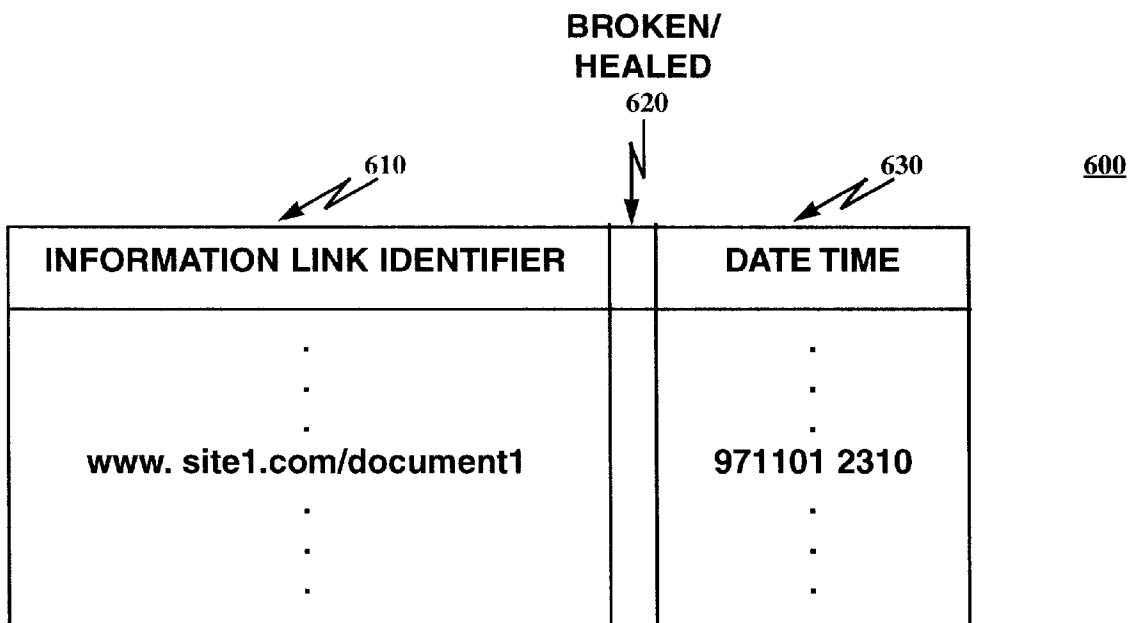 BROKEN/
HEALED
620
610
630
600
INFORMATION LINK IDENTIFIER
DATE TIME
www. site1.com/document1
971101 2310